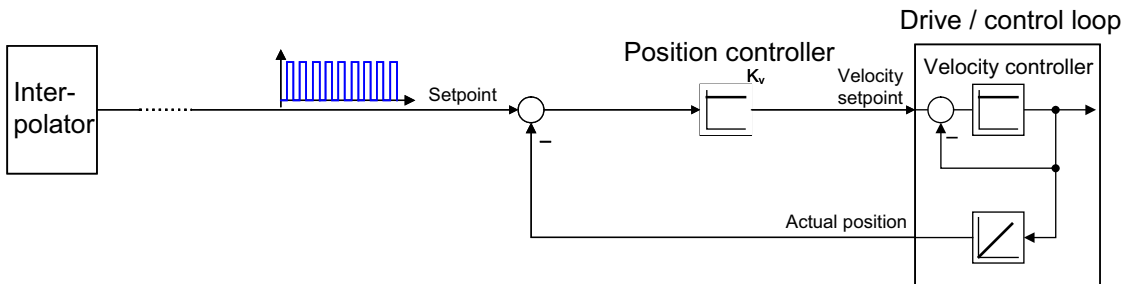 Drive / control loop
Position controller
Inter-
polator
Setpoint
Kv
Velocity
setpoint
Velocity controller
–
–
Actual position